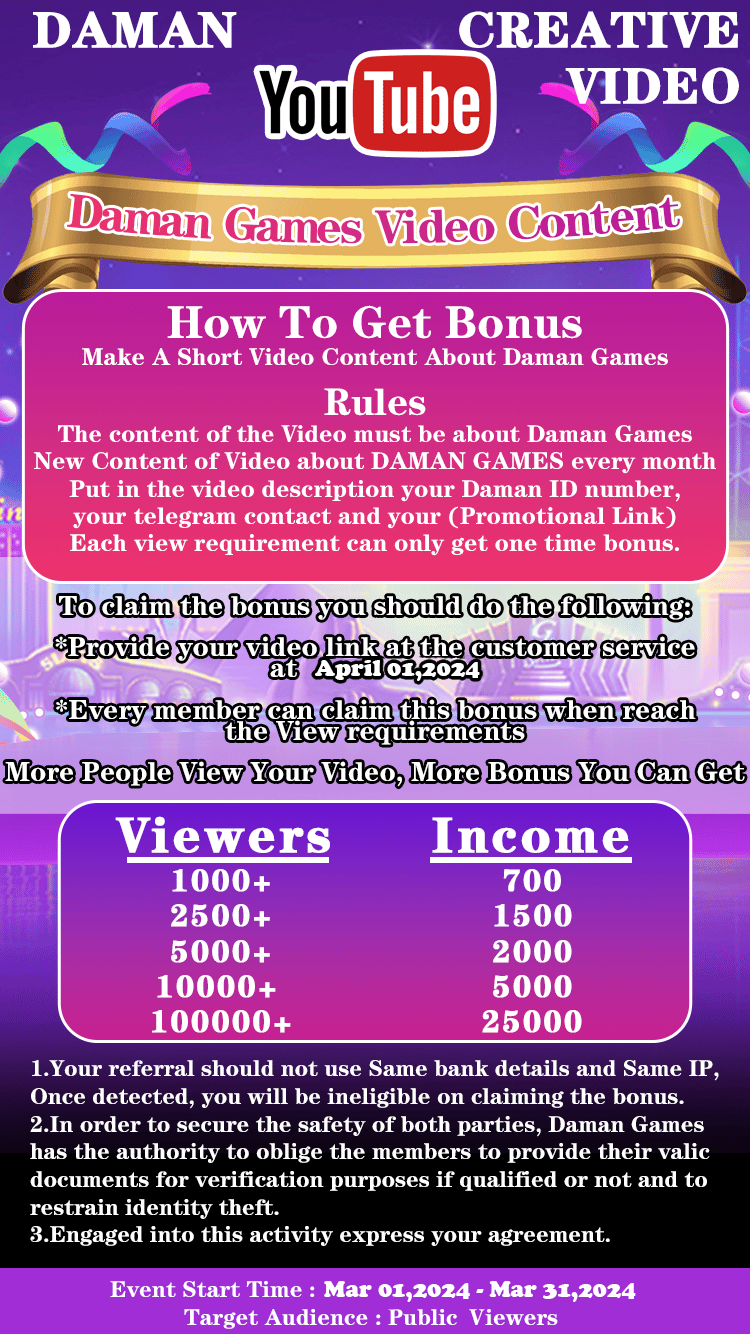 DAMAN
CREATIVE
VIDEO
YouTube
Daman Games Video Content
How To Get Bonus
Make A Short Video Content About Daman Games
Rules
The content of the Video must be about Daman Games
New Content of Video about DAMAN GAMES every month
Put in the video description your Daman ID number,
your telegram contact and your (Promotional Link)
Each view requirement can only get one time bonus.
To claim the bonus you should do the following:
*Provide your video link at the customer service
at April 01,2024
*Every member can claim this bonus when reach
the View requirements
More People View Your Video, More Bonus You Can Get
Viewers Income
1000+ 700
2500+ 1500
5000+ 2000
10000+ 5000
100000+ 25000
1.Your referral should not use Same bank details and Same IP,
Once detected, you will be ineligible on claiming the bonus.
2.In order to secure the safety of both parties, Daman Games
has the authority to oblige the members to provide their valic
documents for verification purposes if qualified or not and to
restrain identity theft.
3.Engaged into this activity express your agreement.
Event Start Time : Mar 01,2024 - Mar 31,2024
Target Audience : Public Viewers